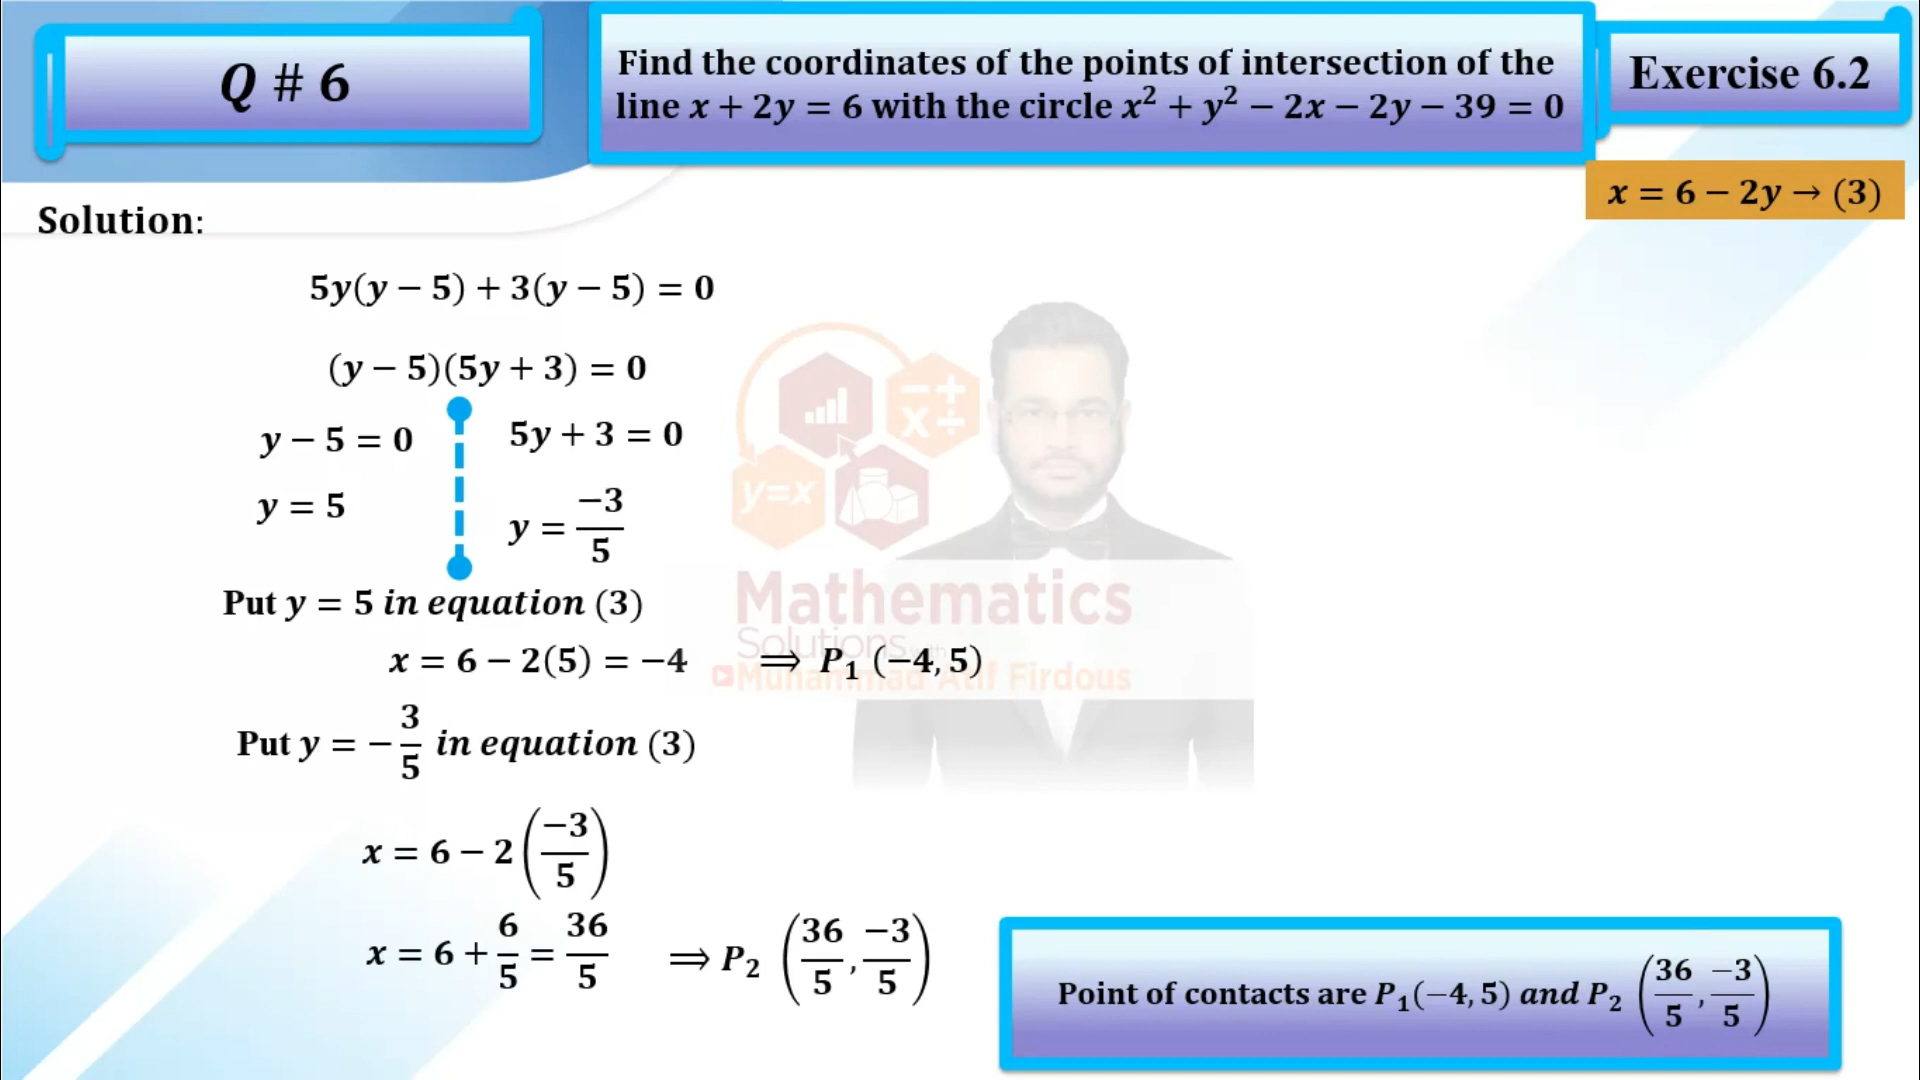 Q # 6
Find the coordinates of the points of intersection of the
line x + 2y = 6 with the circle x² + y² − 2x − 2y − 39 = 0
Exercise 6.2
x = 6 − 2y → (3)
Solution:
5y(y − 5) + 3(y − 5) = 0
(y − 5)(5y + 3) = 0
y − 5 = 0
5y + 3 = 0
y = 5
y = −3/5
Put y = 5 in equation (3)
x = 6 − 2(5) = −4 ⟹ P₁ (−4, 5)
Put y = −3/5 in equation (3)
x = 6 − 2(−3/5)
x = 6 + 6/5 = 36/5 ⟹ P₂ (36/5, −3/5)
Point of contacts are P₁(−4, 5) and P₂ (36/5, −3/5)
− +
x ÷
y=x
Mathematics
Solutions with
Muhammad Atif Firdous